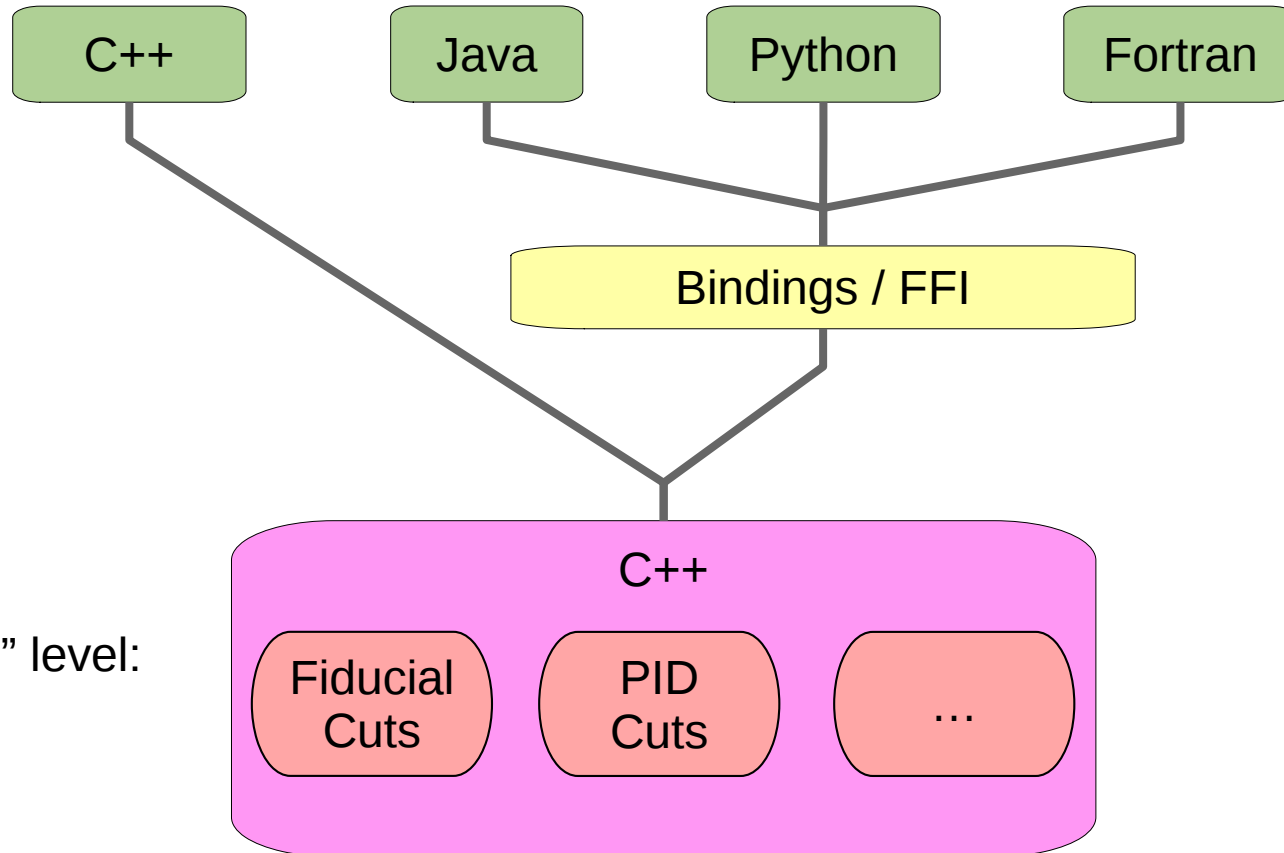 C++
Java
Python
Fortran
Bindings / FFI
C++
” level:
Fiducial
Cuts
PID
Cuts
…